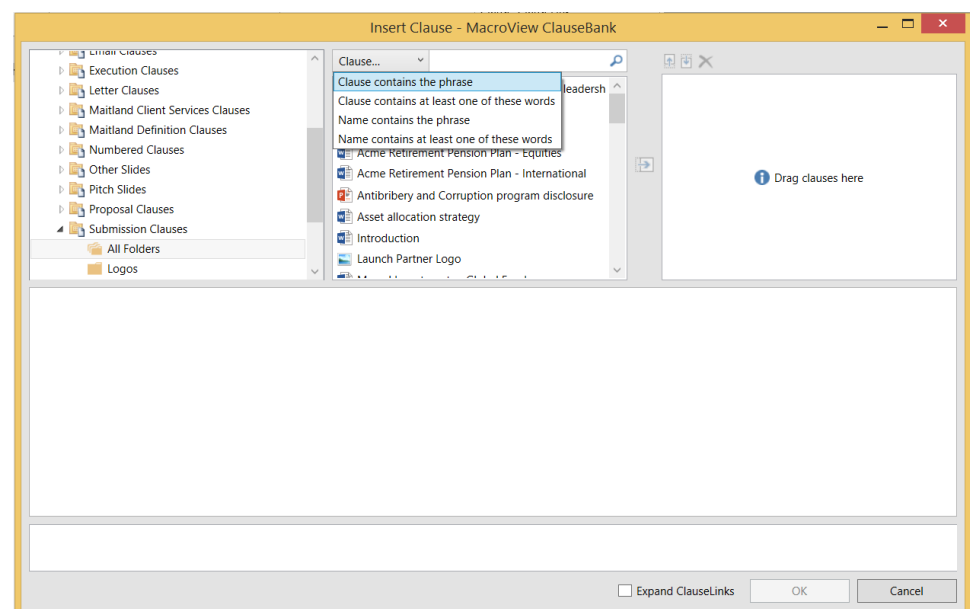 Insert Clause - MacroView ClauseBank
Email Clauses
Execution Clauses
Letter Clauses
Maitland Client Services Clauses
Maitland Definition Clauses
Numbered Clauses
Other Slides
Pitch Slides
Proposal Clauses
Submission Clauses
All Folders
Logos
Clause...
Clause contains the phrase
Clause contains at least one of these words
Name contains the phrase
Name contains at least one of these words
leadersh
Acme Retirement Pension Plan - Equities
Acme Retirement Pension Plan - International
Antibribery and Corruption program disclosure
Asset allocation strategy
Introduction
Launch Partner Logo
Drag clauses here
Expand ClauseLinks
OK
Cancel